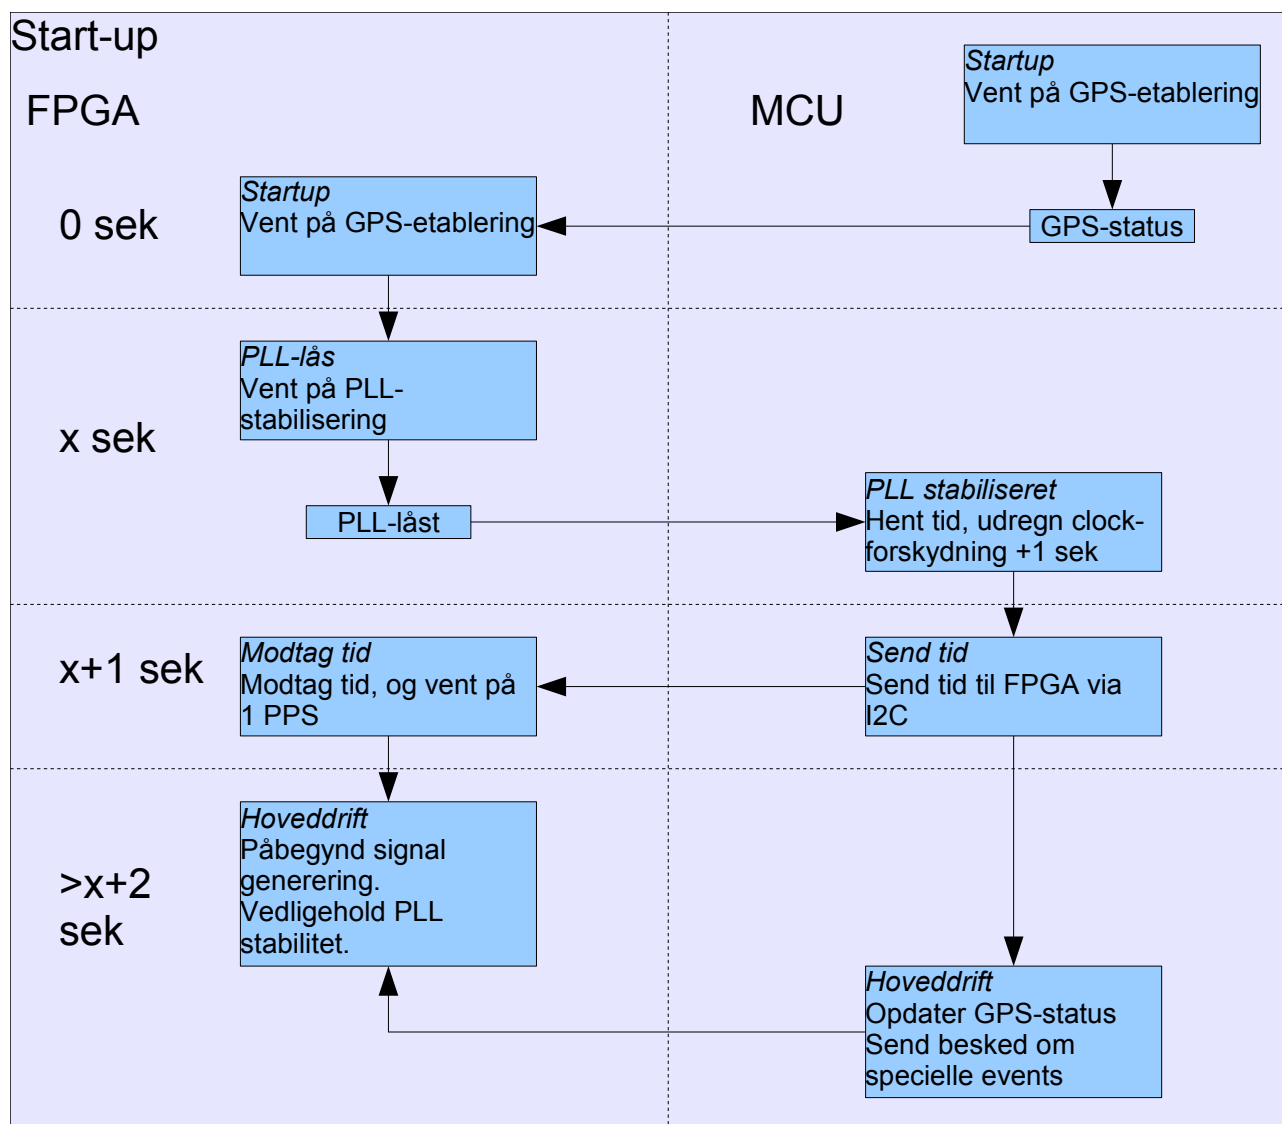 Start-up
FPGA
MCU
Startup
Vent på GPS-etablering
0 sek
Startup
Vent på GPS-etablering
GPS-status
x sek
PLL-lås
Vent på PLL-
stabilisering
PLL-låst
PLL stabiliseret
Hent tid, udregn clock-
forskydning +1 sek
x+1 sek
Modtag tid
Modtag tid, og vent på
1 PPS
Send tid
Send tid til FPGA via
I2C
>x+2
sek
Hoveddrift
Påbegynd signal
generering.
Vedligehold PLL
stabilitet.
Hoveddrift
Opdater GPS-status
Send besked om
specielle events